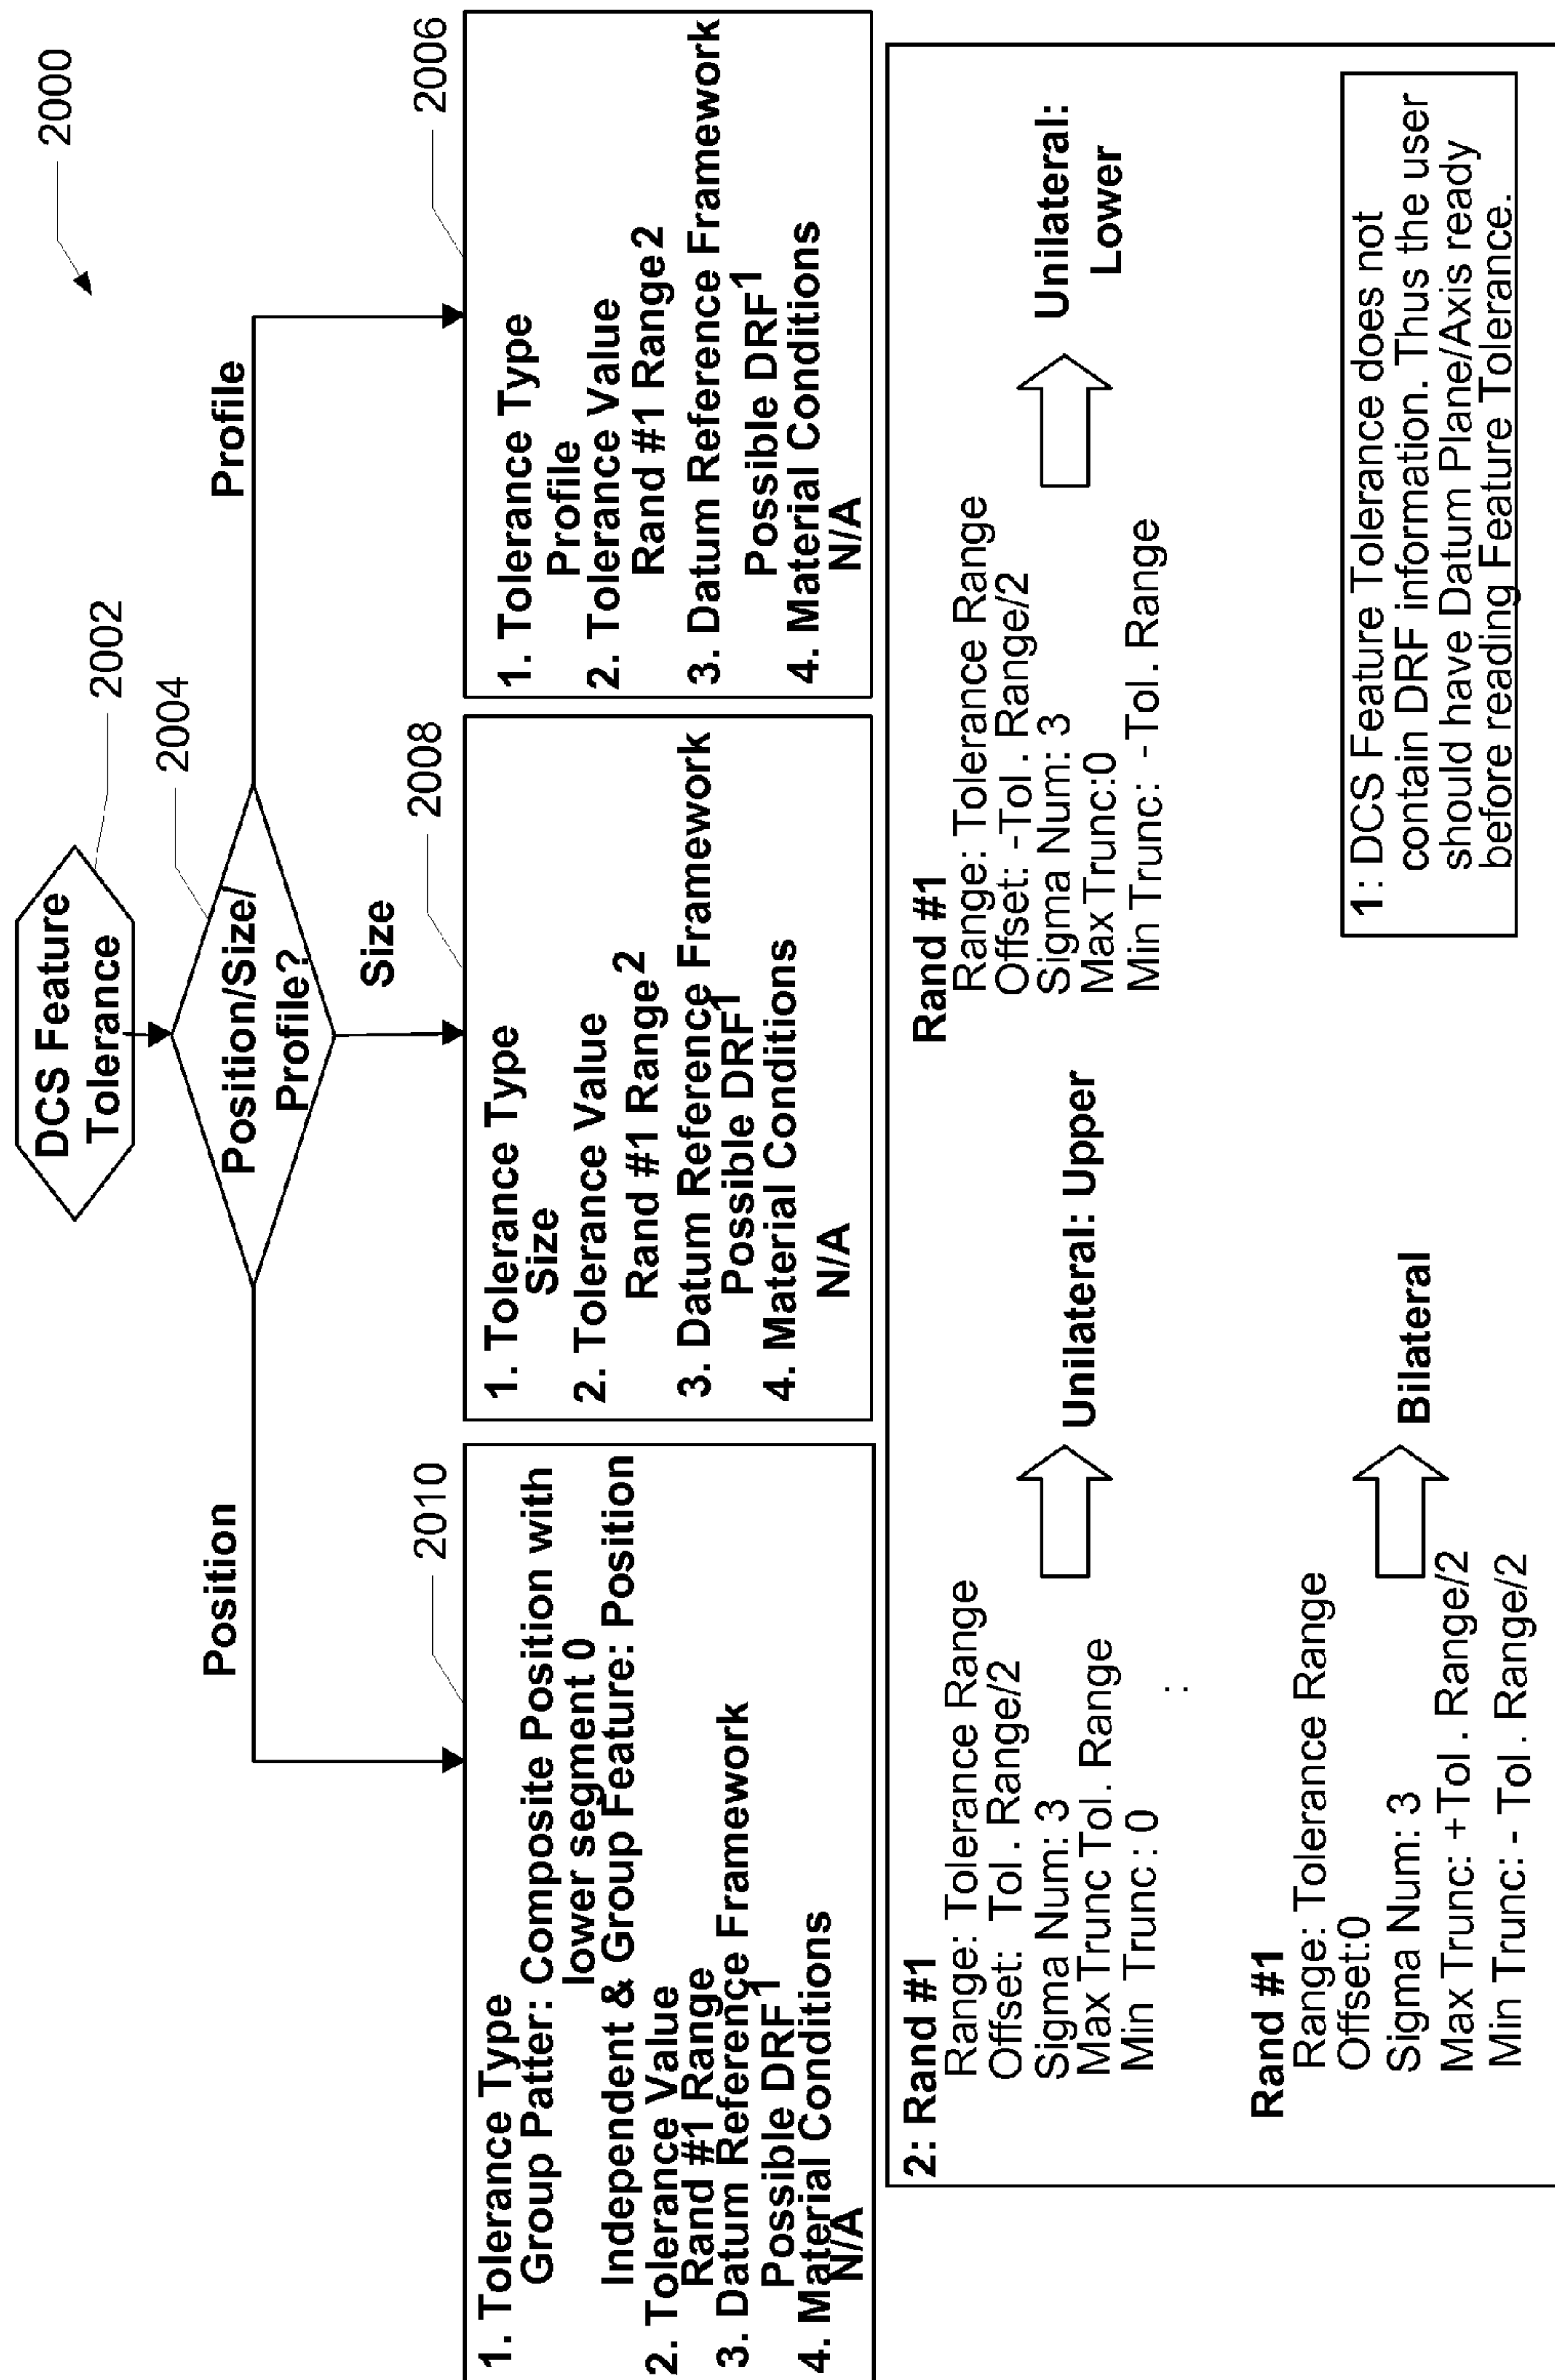 2000
DCS Feature
Tolerance
2002
Position/Size/
Profile?
2004
Position
Size
Profile
2010
1. Tolerance Type
Group Patter: Composite Position with
lower segment 0
Independent & Group Feature: Position
2. Tolerance Value
Rand #1 Range
3. Datum Reference Framework
Possible DRF1
4. Material Conditions
N/A
2008
1. Tolerance Type
Size
2. Tolerance Value
Rand #1 Range2
3. Datum Reference Framework
Possible DRF1
4. Material Conditions
N/A
2006
1. Tolerance Type
Profile
2. Tolerance Value
Rand #1 Range2
3. Datum Reference Framework
Possible DRF1
4. Material Conditions
N/A
2: Rand #1
Range: Tolerance Range
Offset: Tol . Range/2
Sigma Num: 3
Max Trunc Tol. Range
Min Trunc : 0
:
Unilateral: Upper
Rand #1
Range: Tolerance Range
Offset: -Tol . Range/2
Sigma Num: 3
Max Trunc:0
Min Trunc: -Tol. Range
Unilateral:
Lower
Rand #1
Range: Tolerance Range
Offset:0
Sigma Num: 3
Max Trunc: +Tol . Range/2
Min Trunc: - Tol. Range/2
Bilateral
1: DCS Feature Tolerance does not
contain DRF information. Thus the user
should have Datum Plane/Axis ready
before reading Feature Tolerance.